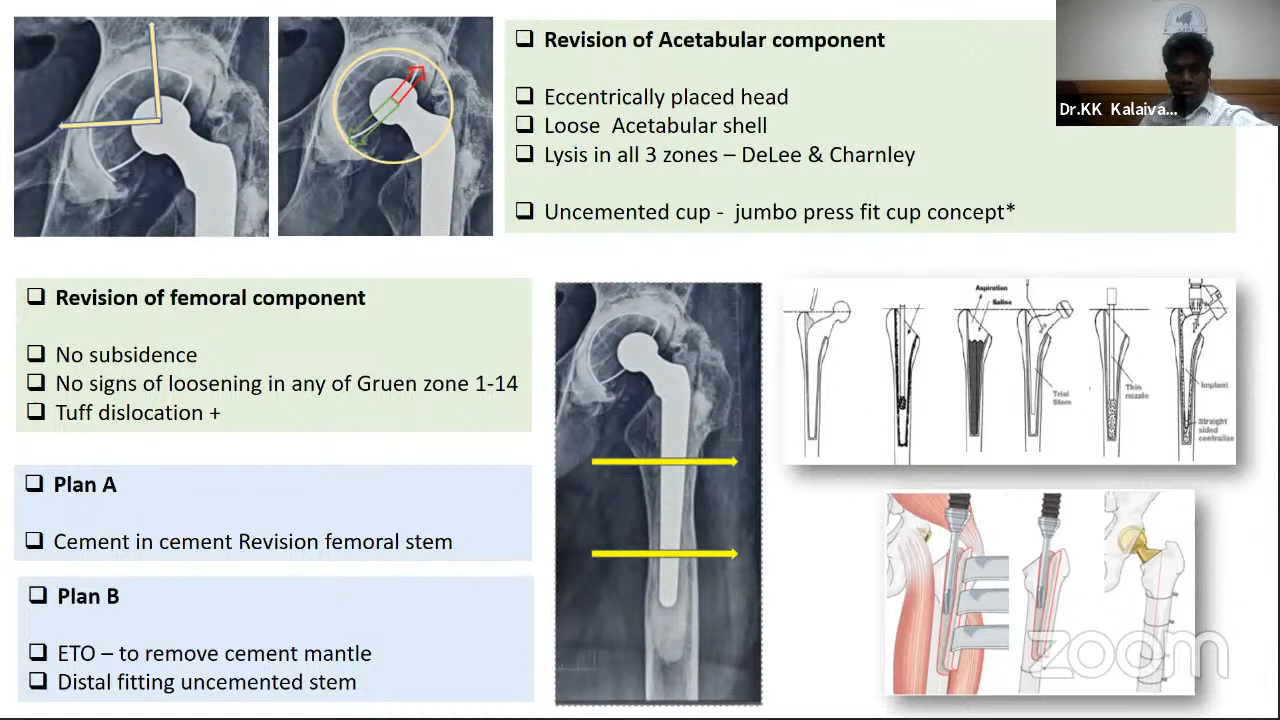 Revision of Acetabular component
Eccentrically placed head
Loose Acetabular shell
Lysis in all 3 zones – DeLee & Charnley
Uncemented cup - jumbo press fit cup concept*
Dr.KK Kalaiva...
Revision of femoral component
No subsidence
No signs of loosening in any of Gruen zone 1-14
Tuff dislocation +
Plan A
Cement in cement Revision femoral stem
Plan B
ETO – to remove cement mantle
Distal fitting uncemented stem
Aspiration
Saline
Trial
Stem
Thin
nozzle
Implant
Straight
sided
centralise
zoom